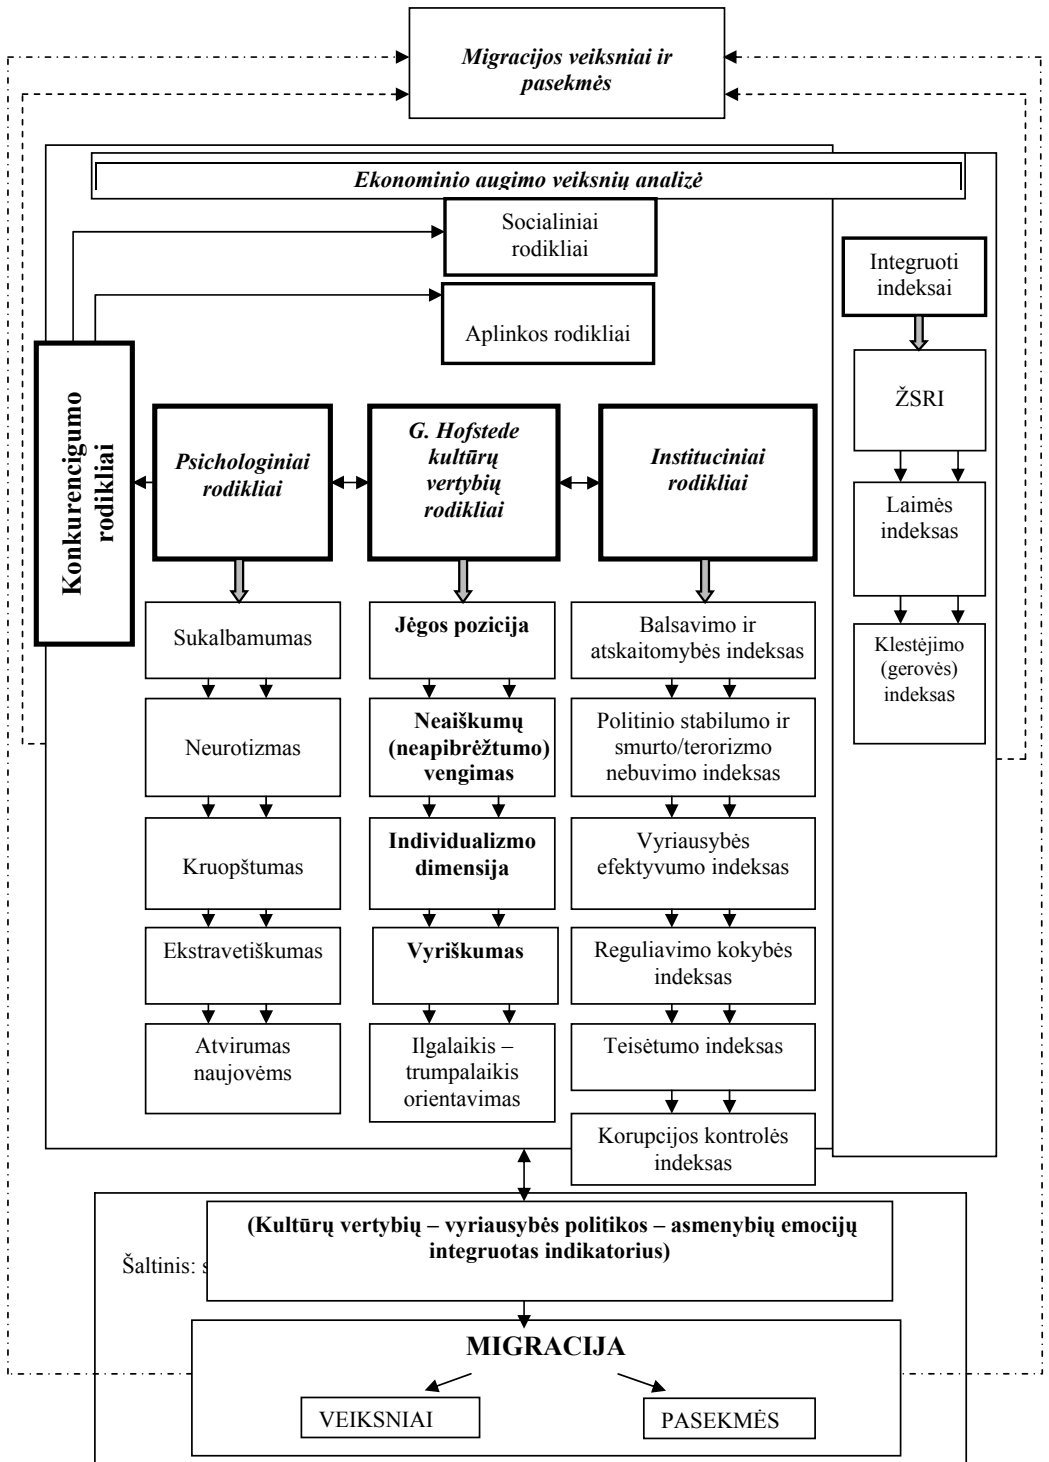 Migracijos veiksniai ir
pasekmės
Ekonominio augimo veiksnių analizė
Socialiniai
rodikliai
Aplinkos rodikliai
Integruoti
indeksai
ŽSRI
Laimės
indeksas
Klestėjimo
(gerovės)
indeksas
Konkurencigumo
rodikliai
Psichologiniai
rodikliai
G. Hofstede
kultūrų
vertybių
rodikliai
Instituciniai
rodikliai
Sukalbamumas
Neurotizmas
Kruopštumas
Ekstravetiškumas
Atvirumas
naujovėms
Jėgos pozicija
Neaiškumų
(neapibrėžtumo)
vengimas
Individualizmo
dimensija
Vyriškumas
Ilgalaikis –
trumpalaikis
orientavimas
Balsavimo ir
atskaitomybės indeksas
Politinio stabilumo ir
smurto/terorizmo
nebuvimo indeksas
Vyriausybės
efektyvumo indeksas
Reguliavimo kokybės
indeksas
Teisėtumo indeksas
Korupcijos kontrolės
indeksas
(Kultūrų vertybių – vyriausybės politikos – asmenybių emocijų
integruotas indikatorius)
Šaltinis:
MIGRACIJA
VEIKSNIAI
PASEKMĖS